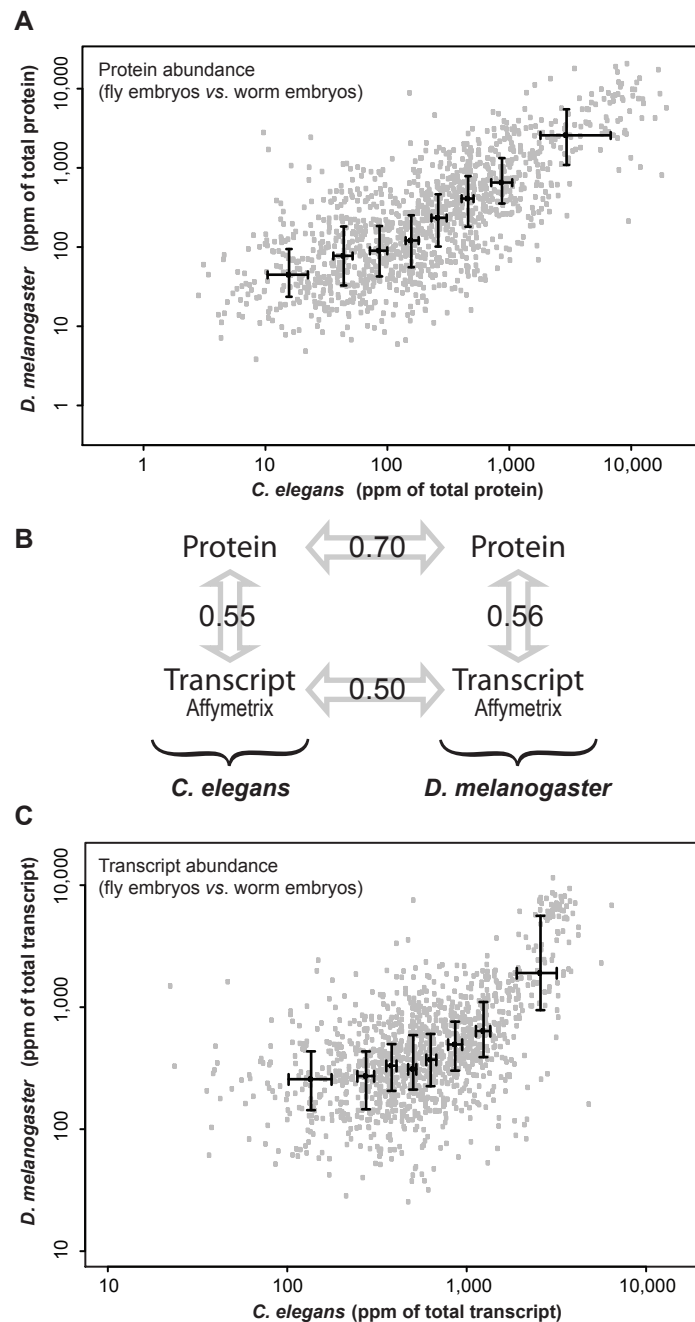 A
Protein abundance
(fly embryos vs. worm embryos)
D. melanogaster (ppm of total protein)
10,000
1,000
100
10
1
1 10 100 1,000 10,000
C. elegans (ppm of total protein)
B
Protein 0.70 Protein
0.55 0.56
Transcript 0.50 Transcript
Affymetrix Affymetrix
C. elegans D. melanogaster
C
Transcript abundance
(fly embryos vs. worm embryos)
D. melanogaster (ppm of total transcript)
10,000
1,000
100
10
10 100 1,000 10,000
C. elegans (ppm of total transcript)